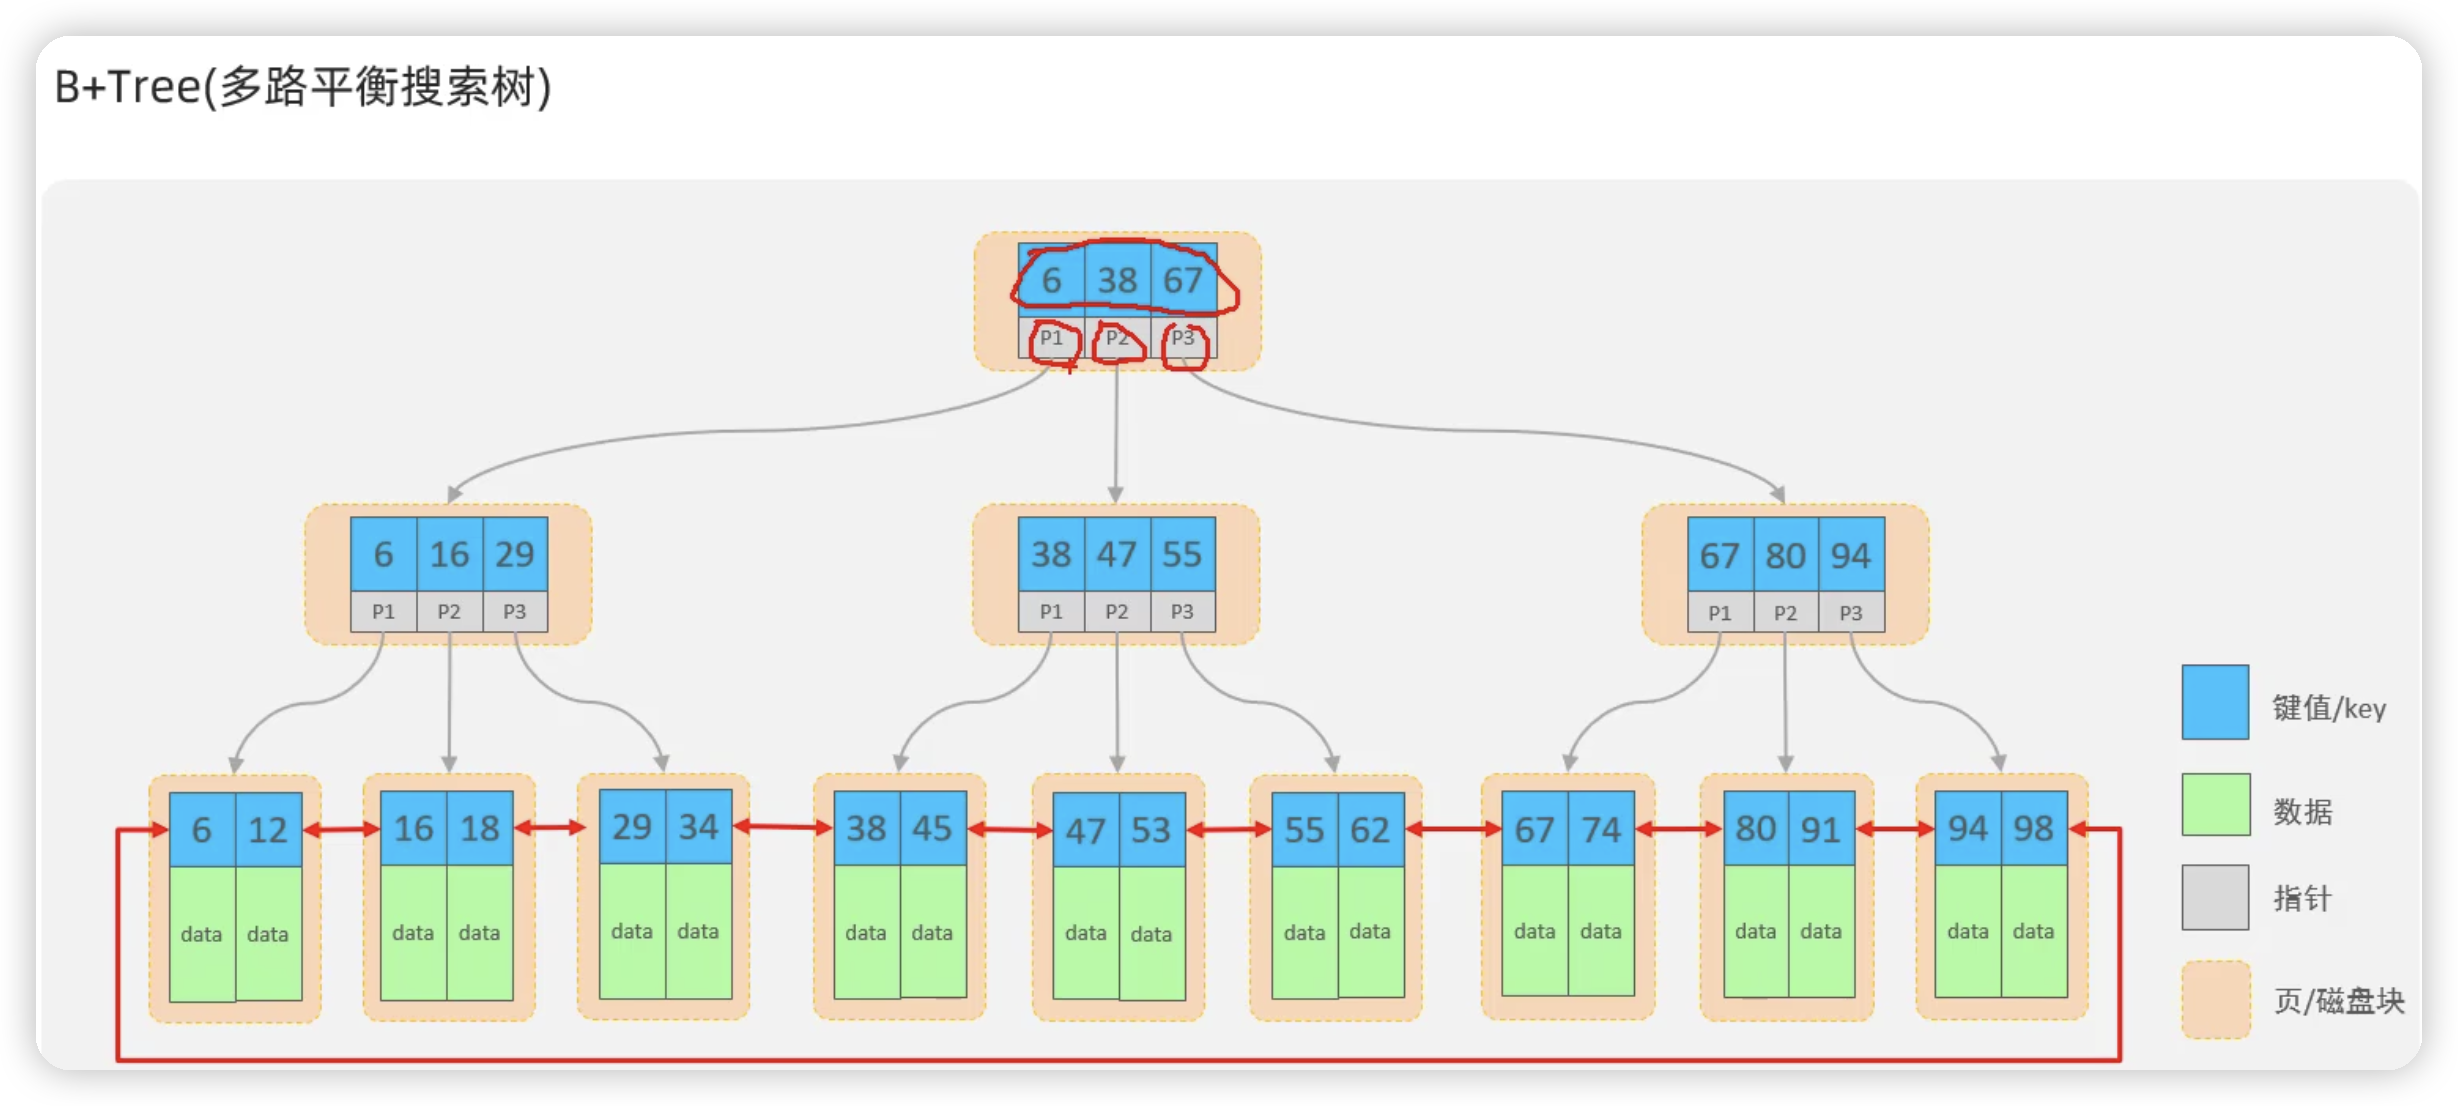 B+Tree(多路平衡搜索树)
6 38 67
P1 P2 P3
6 16 29
P1 P2 P3
38 47 55
P1 P2 P3
67 80 94
P1 P2 P3
6 12
data data
16 18
data data
29 34
data data
38 45
data data
47 53
data data
55 62
data data
67 74
data data
80 91
data data
94 98
data data
键值/key
数据
指针
页/磁盘块